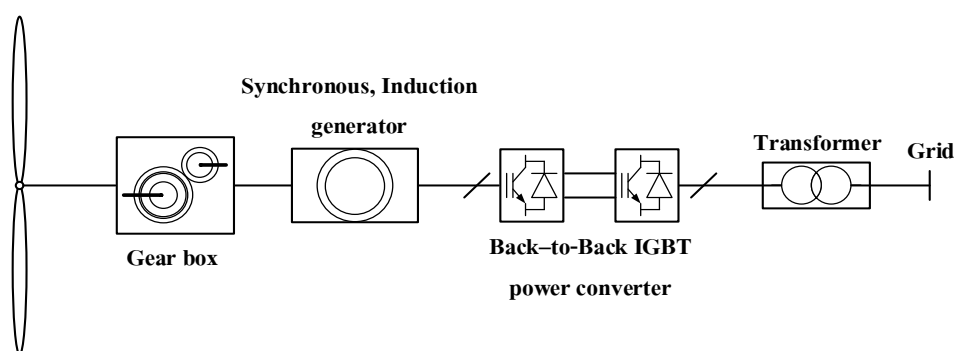 Synchronous, Induction
generator
Transformer
Grid
Gear box
Back–to-Back IGBT
power converter